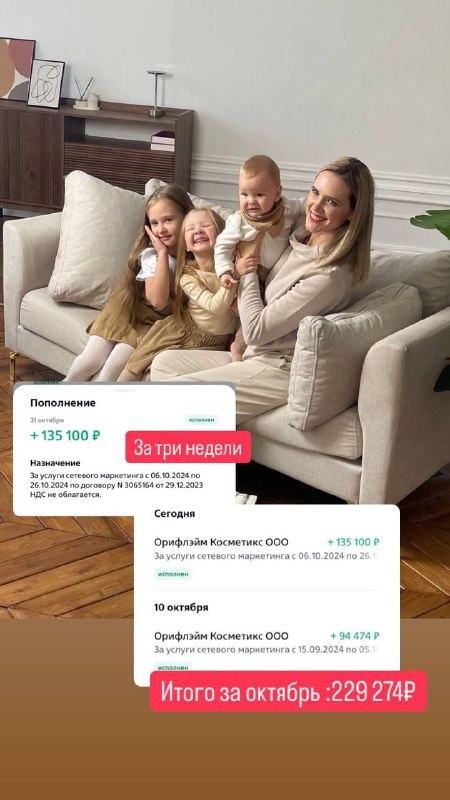 Пополнение
31 октября
исполнен
+ 135 100 ₽
За три недели
Назначение
За услуги сетевого маркетинга с 06.10.2024 по
26.10.2024 по договору N 3065164 от 29.12.2023
НДС не облагается.
Сегодня
Орифлэйм Косметикс ООО + 135 100 ₽
За услуги сетевого маркетинга с 06.10.2024 по 26.1
исполнен
10 октября
Орифлэйм Косметикс ООО + 94 474 ₽
За услуги сетевого маркетинга с 15.09.2024 по 05.1
исполнен
Итого за октябрь :229 274₽